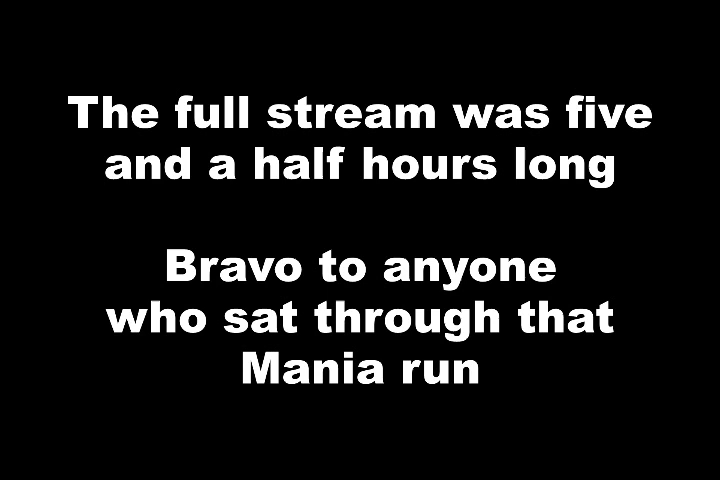 The full stream was five
and a half hours long
Bravo to anyone
who sat through that
Mania run